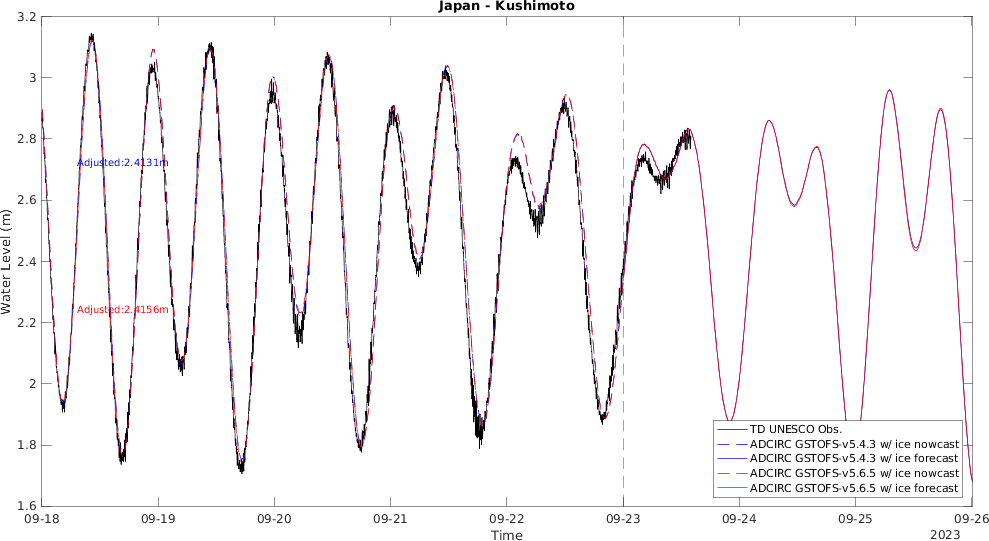 Japan - Kushimoto
3.2
3
2.8
2.6
2.4
2.2
2
1.8
1.6
Water Level (m)
Adjusted:2.4131m
Adjusted:2.4156m
TD UNESCO Obs.
ADCIRC GSTOFS-v5.4.3 w/ ice nowcast
ADCIRC GSTOFS-v5.4.3 w/ ice forecast
ADCIRC GSTOFS-v5.6.5 w/ ice nowcast
ADCIRC GSTOFS-v5.6.5 w/ ice forecast
09-18 09-19 09-20 09-21 09-22 09-23 09-24 09-25 09-26
Time
2023